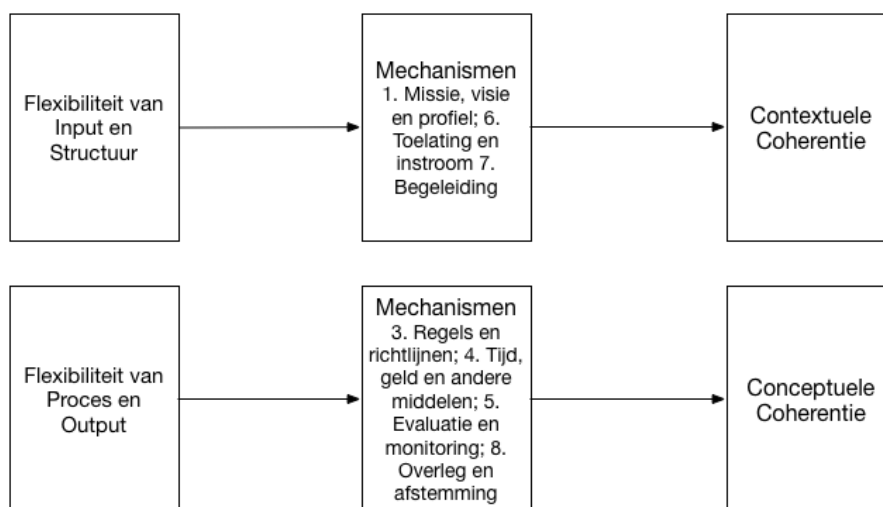 Flexibiliteit van
Input en
Structuur
Mechanismen
1. Missie, visie
en profiel; 6.
Toelating en
instroom 7.
Begeleiding
Contextuele
Coherentie
Flexibiliteit van
Proces en
Output
Mechanismen
3. Regels en
richtlijnen; 4. Tijd,
geld en andere
middelen; 5.
Evaluatie en
monitoring; 8.
Overleg en
afstemming
Conceptuele
Coherentie